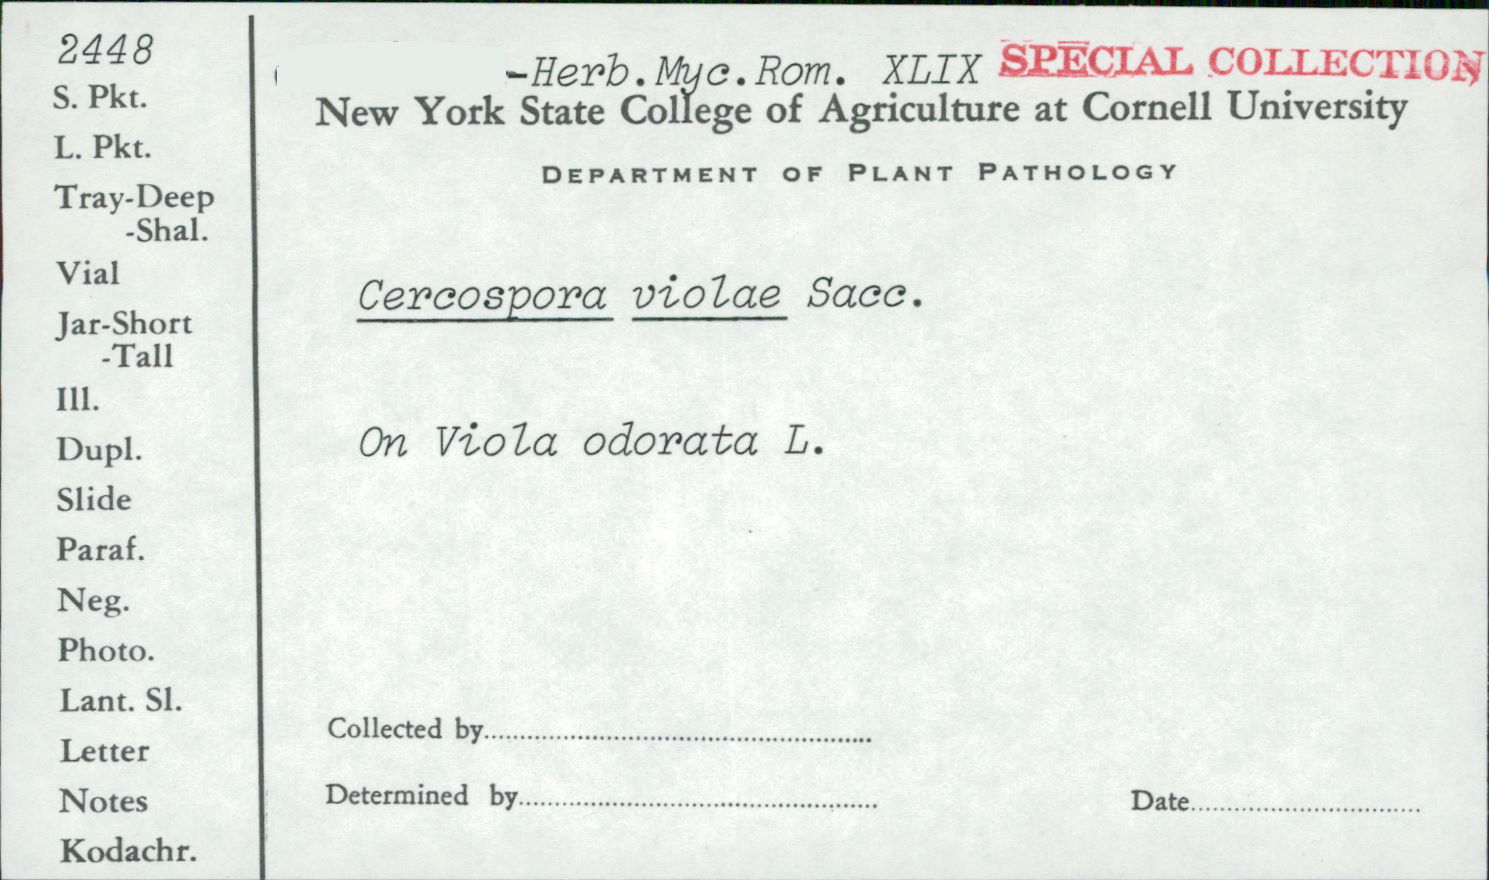 2448
S. Pkt.
L. Pkt.
Tray-Deep
-Shal.
Vial
Jar-Short
-Tall
Ill.
Dupl.
Slide
Paraf.
Neg.
Photo.
Lant. Sl.
Letter
Notes
Kodachr.
-Herb.Myc.Rom. XLIX SPECIAL COLLECTION
New York State College of Agriculture at Cornell University
DEPARTMENT OF PLANT PATHOLOGY
Cercospora violae Sacc.
On Viola odorata L.
Collected by
Determined by
Date